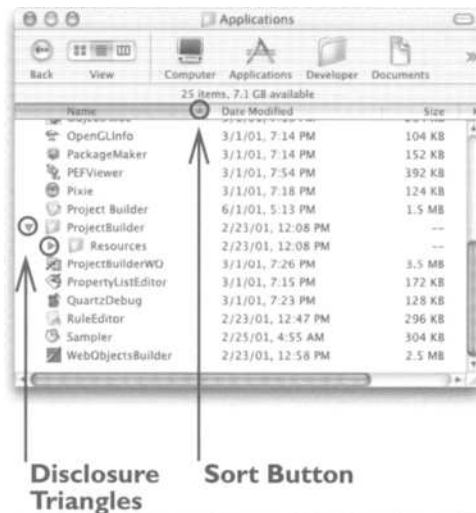 Applications
Back View Computer Applications Developer Documents
25 items, 7.1 GB available
Name Date Modified Size
OpenGLInfo 3/1/01, 7:14 PM 104 KB
PackageMaker 3/1/01, 7:14 PM 152 KB
PEFViewer 3/1/01, 7:54 PM 392 KB
Pixie 3/1/01, 7:18 PM 124 KB
Project Builder 6/1/01, 5:13 PM 1.5 MB
ProjectBuilder 2/23/01, 12:08 PM --
Resources 2/23/01, 12:08 PM --
ProjectBuilderWO 3/1/01, 7:26 PM 3.5 MB
PropertyListEditor 3/1/01, 7:15 PM 172 KB
QuartzDebug 3/1/01, 7:23 PM 128 KB
RuleEditor 2/23/01, 12:47 PM 296 KB
Sampler 2/25/01, 4:55 AM 304 KB
WebObjectsBuilder 2/23/01, 12:58 PM 2.5 MB
Disclosure Triangles
Sort Button